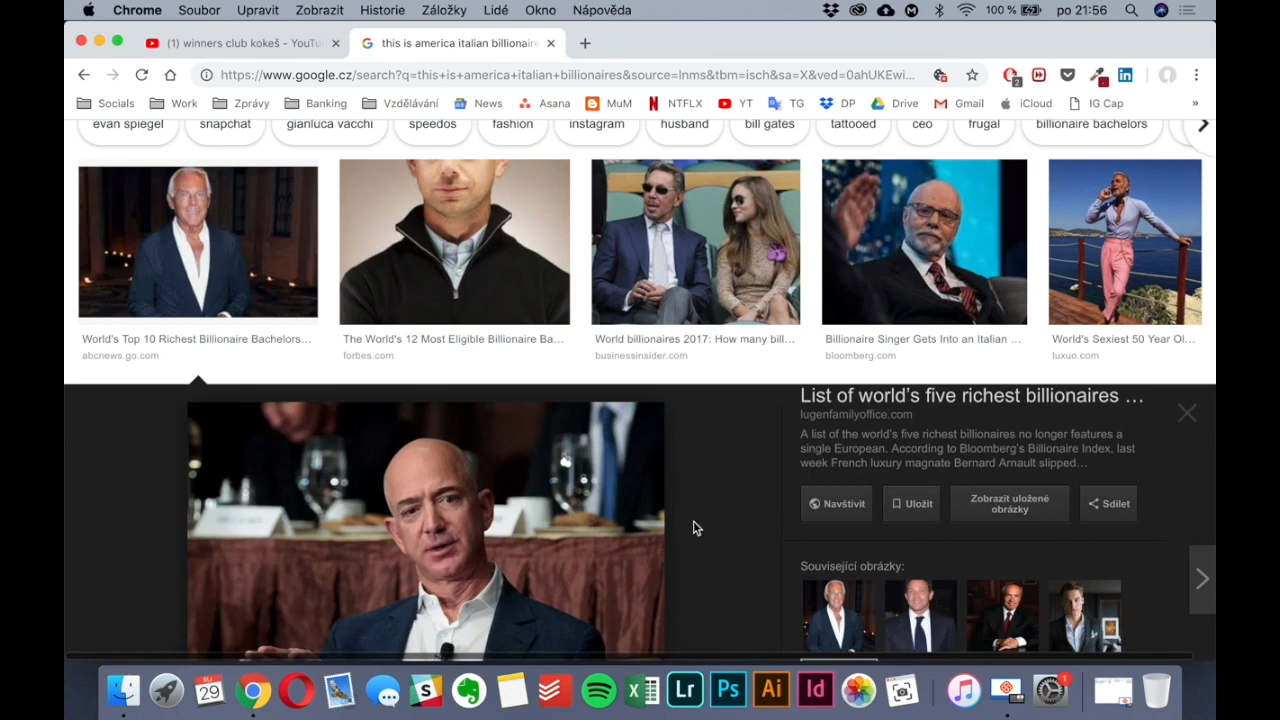 Chrome Soubor Upravit Zobrazit Historie Záložky Lidé Okno Nápověda 100 % po 21:56
(1) winners club kokeš - YouTu
this is america italian billionaire
https://www.google.cz/search?q=this+is+america+italian+billionaires&source=lnms&tbm=isch&sa=X&ved=0ahUKEwi...
2
Socials Work Zprávy Banking Vzdělávání News Asana MuM NTFLX YT TG DP Drive Gmail iCloud IG Cap »
evan spiegel snapchat gianluca vacchi speedos fashion instagram husband bill gates tattooed ceo frugal billionaire bachelors
World's Top 10 Richest Billionaire Bachelors...
abcnews.go.com
The World's 12 Most Eligible Billionaire Ba...
forbes.com
World billionaires 2017: How many bill...
businessinsider.com
Billionaire Singer Gets Into an Italian ...
bloomberg.com
World's Sexiest 50 Year Ol...
luxuo.com
List of world's five richest billionaires ...
lugenfamilyoffice.com
A list of the world's five richest billionaires no longer features a
single European. According to Bloomberg's Billionaire Index, last
week French luxury magnate Bernard Arnault slipped...
Navštívit Uložit Zobrazit uložené
obrázky Sdílet
Související obrázky:
29
Lr Ps Ai Id
1